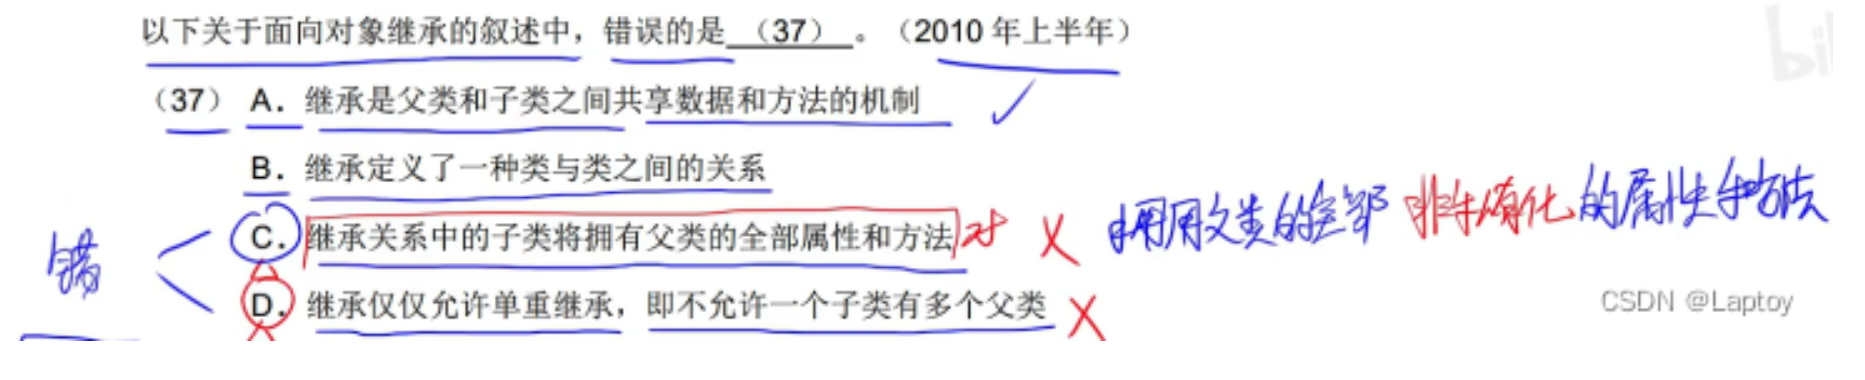 以下关于面向对象继承的叙述中，错误的是 （37） 。（2010 年上半年）
（37） A．继承是父类和子类之间共享数据和方法的机制
B．继承定义了一种类与类之间的关系
C．继承关系中的子类将拥有父类的全部属性和方法 对 拥用父类的全部 非私有化 的属性和方法
错
D．继承仅仅允许单重继承，即不允许一个子类有多个父类
CSDN @Laptoy